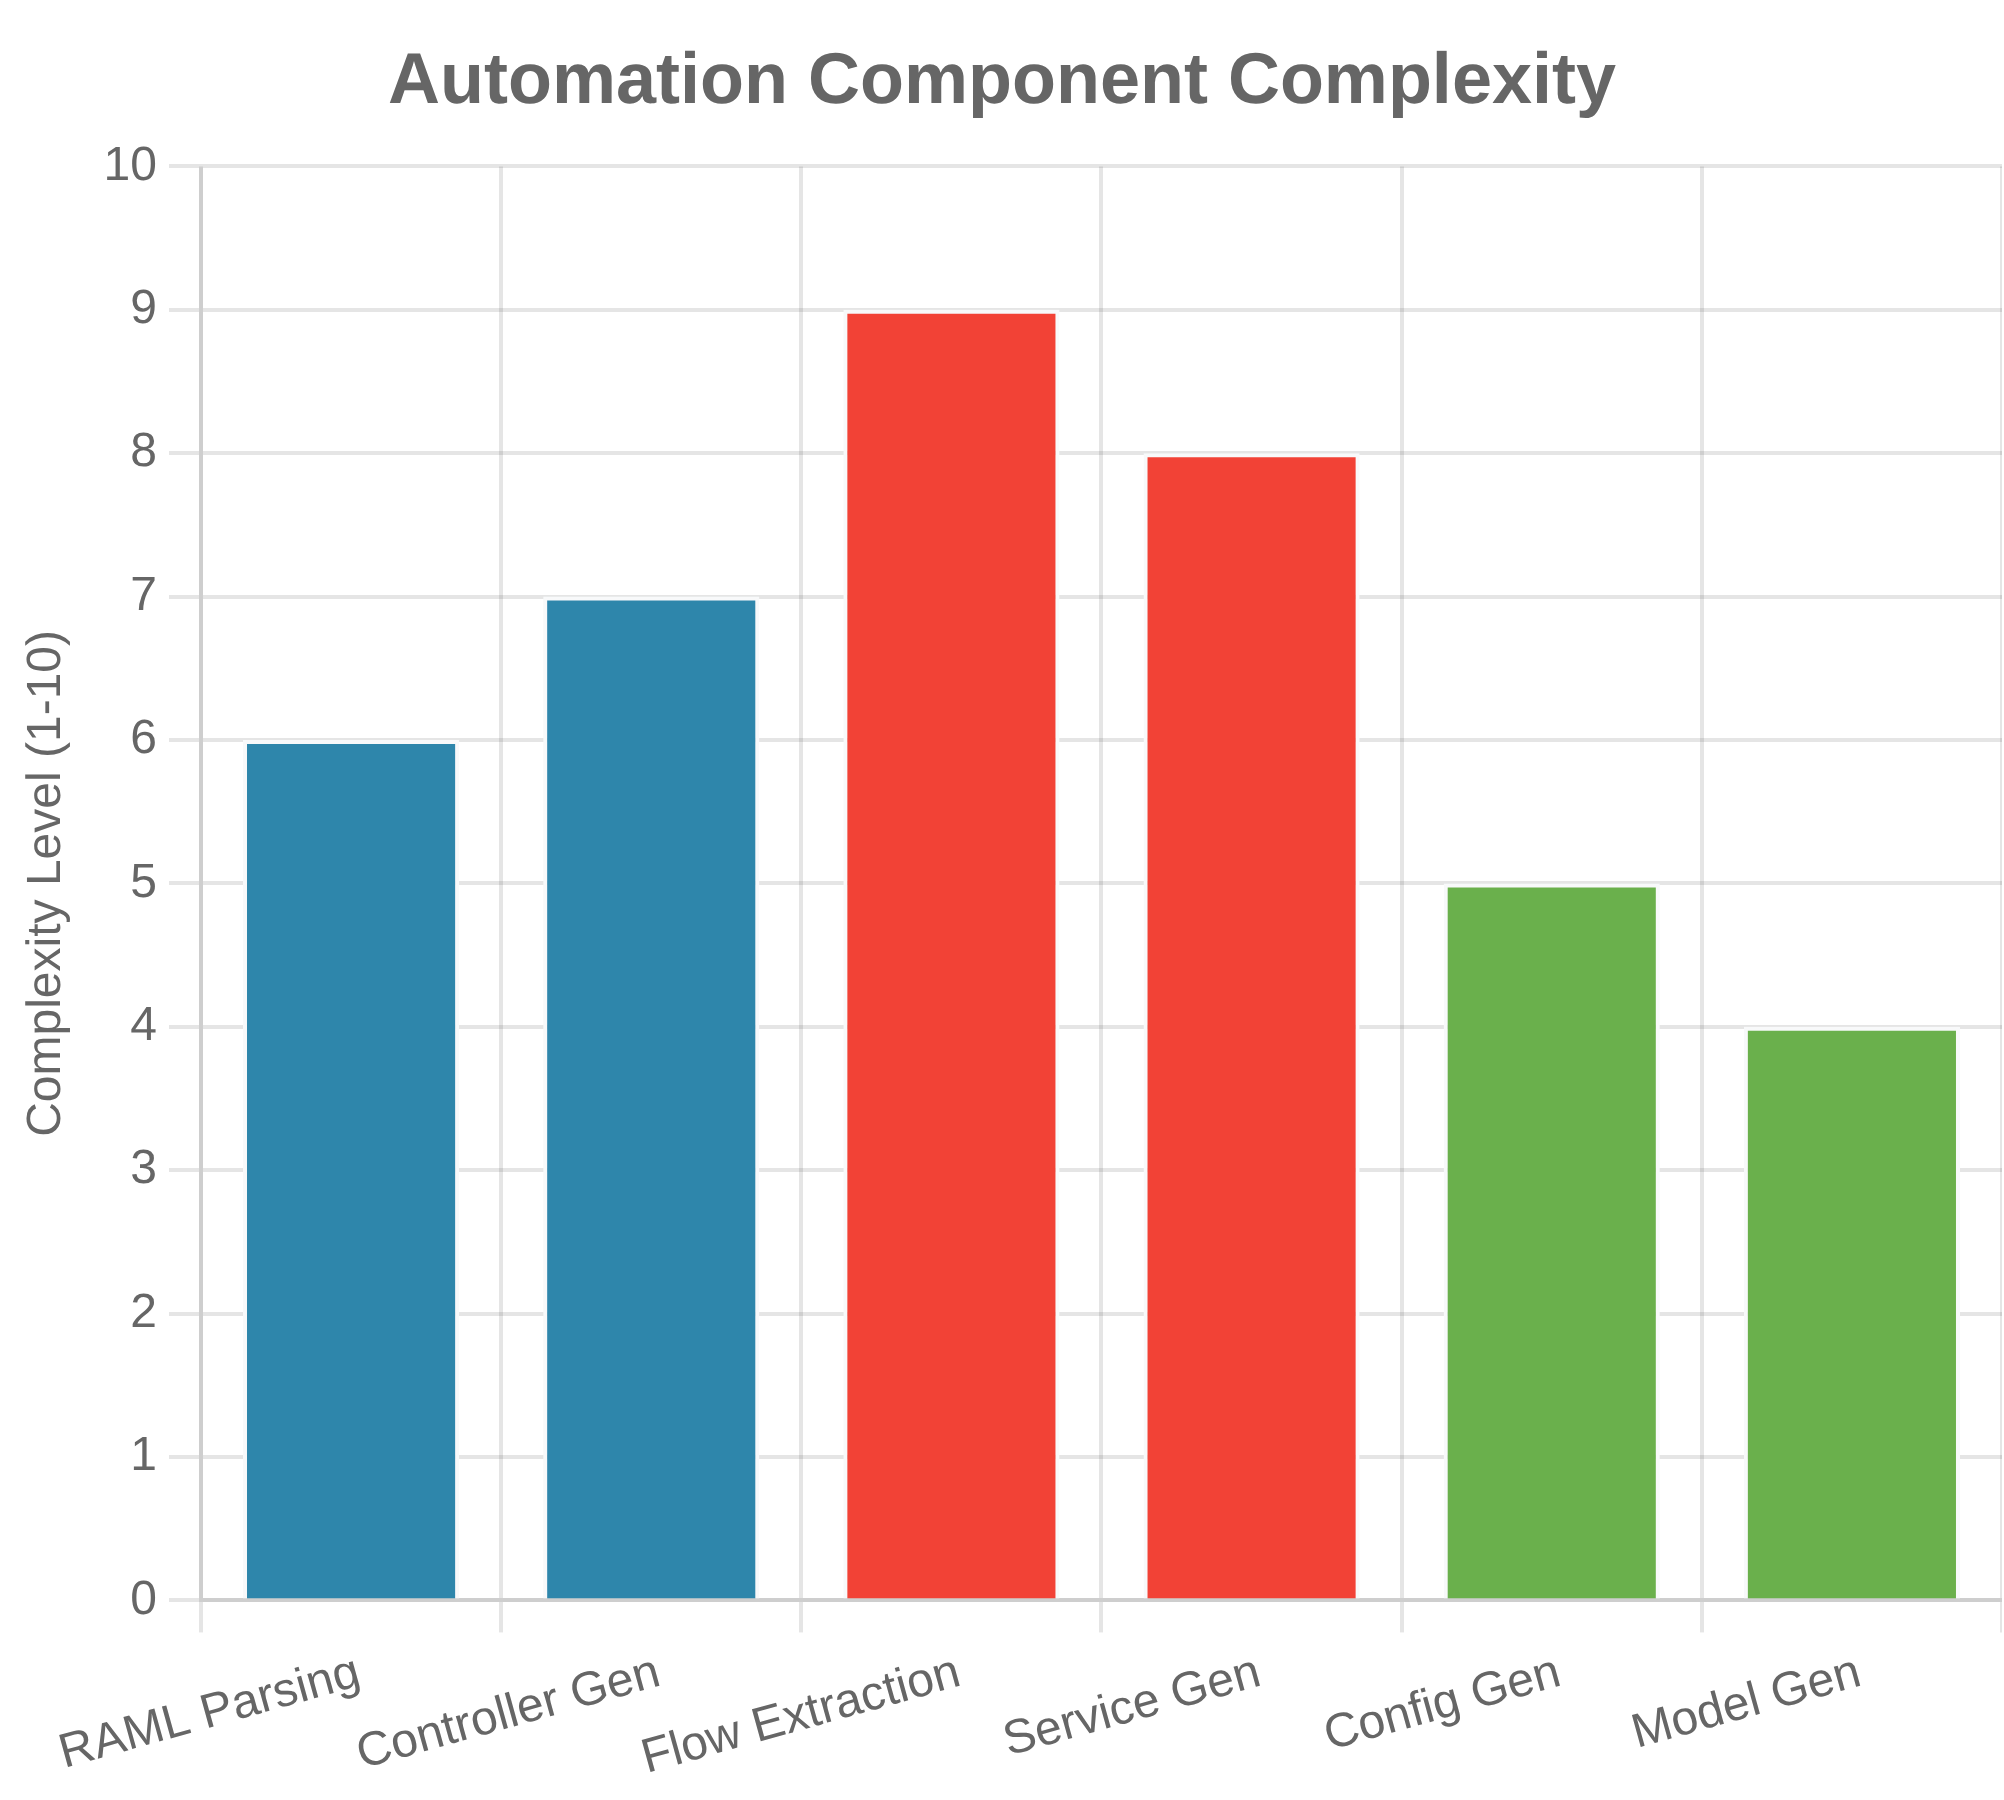 Automation Component Complexity
Complexity Level (1-10)
10
9
8
7
6
5
4
3
2
1
0
RAML Parsing
Controller Gen
Flow Extraction
Service Gen
Config Gen
Model Gen